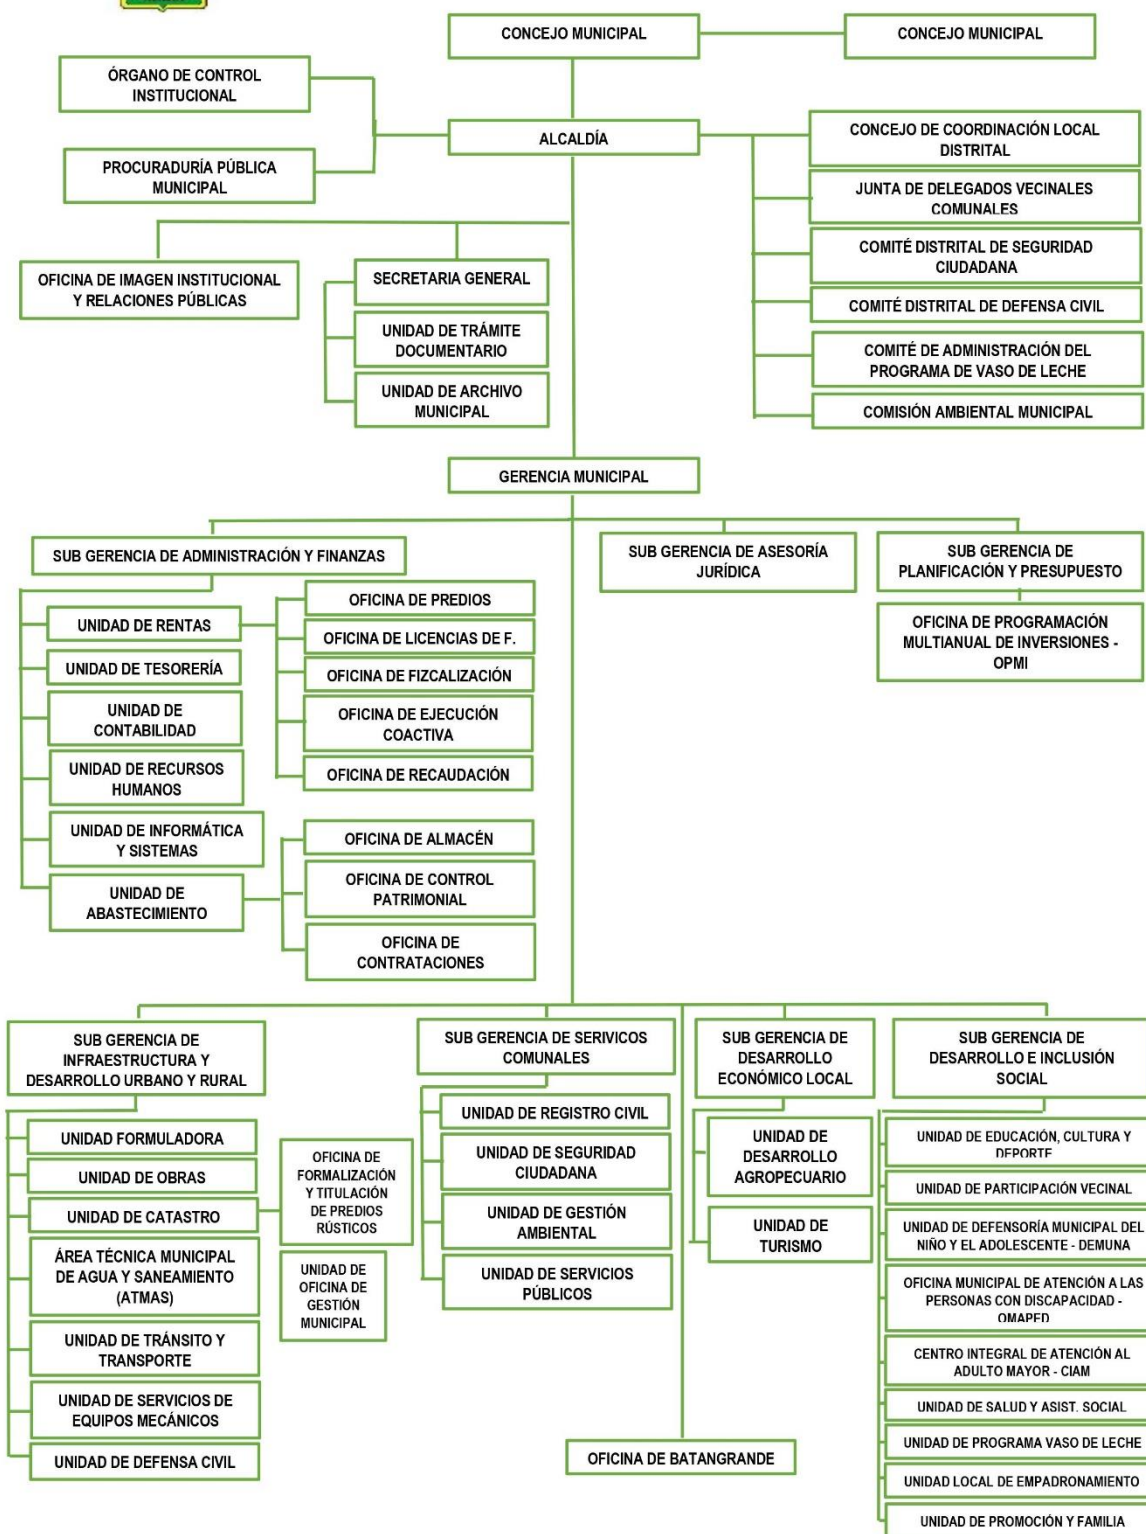 CONCEJO MUNICIPAL
CONCEJO MUNICIPAL
ÓRGANO DE CONTROL
INSTITUCIONAL
ALCALDÍA
PROCURADURÍA PÚBLICA
MUNICIPAL
CONCEJO DE COORDINACIÓN LOCAL
DISTRITAL
JUNTA DE DELEGADOS VECINALES
COMUNALES
COMITÉ DISTRITAL DE SEGURIDAD
CIUDADANA
COMITÉ DISTRITAL DE DEFENSA CIVIL
COMITÉ DE ADMINISTRACIÓN DEL
PROGRAMA DE VASO DE LECHE
COMISIÓN AMBIENTAL MUNICIPAL
OFICINA DE IMAGEN INSTITUCIONAL
Y RELACIONES PÚBLICAS
SECRETARIA GENERAL
UNIDAD DE TRÁMITE
DOCUMENTARIO
UNIDAD DE ARCHIVO
MUNICIPAL
GERENCIA MUNICIPAL
SUB GERENCIA DE ADMINISTRACIÓN Y FINANZAS
SUB GERENCIA DE ASESORÍA
JURÍDICA
SUB GERENCIA DE
PLANIFICACIÓN Y PRESUPUESTO
OFICINA DE PROGRAMACIÓN
MULTIANUAL DE INVERSIONES -
OPMI
UNIDAD DE RENTAS
UNIDAD DE TESORERÍA
UNIDAD DE
CONTABILIDAD
UNIDAD DE RECURSOS
HUMANOS
UNIDAD DE INFORMÁTICA
Y SISTEMAS
UNIDAD DE
ABASTECIMIENTO
OFICINA DE PREDIOS
OFICINA DE LICENCIAS DE F.
OFICINA DE FIZCALIZACIÓN
OFICINA DE EJECUCIÓN
COACTIVA
OFICINA DE RECAUDACIÓN
OFICINA DE ALMACÉN
OFICINA DE CONTROL
PATRIMONIAL
OFICINA DE
CONTRATACIONES
SUB GERENCIA DE
INFRAESTRUCTURA Y
DESARROLLO URBANO Y RURAL
UNIDAD FORMULADORA
UNIDAD DE OBRAS
UNIDAD DE CATASTRO
ÁREA TÉCNICA MUNICIPAL
DE AGUA Y SANEAMIENTO
(ATMAS)
UNIDAD DE TRÁNSITO Y
TRANSPORTE
UNIDAD DE SERVICIOS DE
EQUIPOS MECÁNICOS
UNIDAD DE DEFENSA CIVIL
OFICINA DE
FORMALIZACIÓN
Y TITULACIÓN
DE PREDIOS
RÚSTICOS
UNIDAD DE
OFICINA DE
GESTIÓN
MUNICIPAL
SUB GERENCIA DE SERIVICOS
COMUNALES
UNIDAD DE REGISTRO CIVIL
UNIDAD DE SEGURIDAD
CIUDADANA
UNIDAD DE GESTIÓN
AMBIENTAL
UNIDAD DE SERVICIOS
PÚBLICOS
OFICINA DE BATANGRANDE
SUB GERENCIA DE
DESARROLLO
ECONÓMICO LOCAL
UNIDAD DE
DESARROLLO
AGROPECUARIO
UNIDAD DE
TURISMO
SUB GERENCIA DE
DESARROLLO E INCLUSIÓN
SOCIAL
UNIDAD DE EDUCACIÓN, CULTURA Y
DEPORTE
UNIDAD DE PARTICIPACIÓN VECINAL
UNIDAD DE DEFENSORÍA MUNICIPAL DEL
NIÑO Y EL ADOLESCENTE - DEMUNA
OFICINA MUNICIPAL DE ATENCIÓN A LAS
PERSONAS CON DISCAPACIDAD -
OMAPED
CENTRO INTEGRAL DE ATENCIÓN AL
ADULTO MAYOR - CIAM
UNIDAD DE SALUD Y ASIST. SOCIAL
UNIDAD DE PROGRAMA VASO DE LECHE
UNIDAD LOCAL DE EMPADRONAMIENTO
UNIDAD DE PROMOCIÓN Y FAMILIA